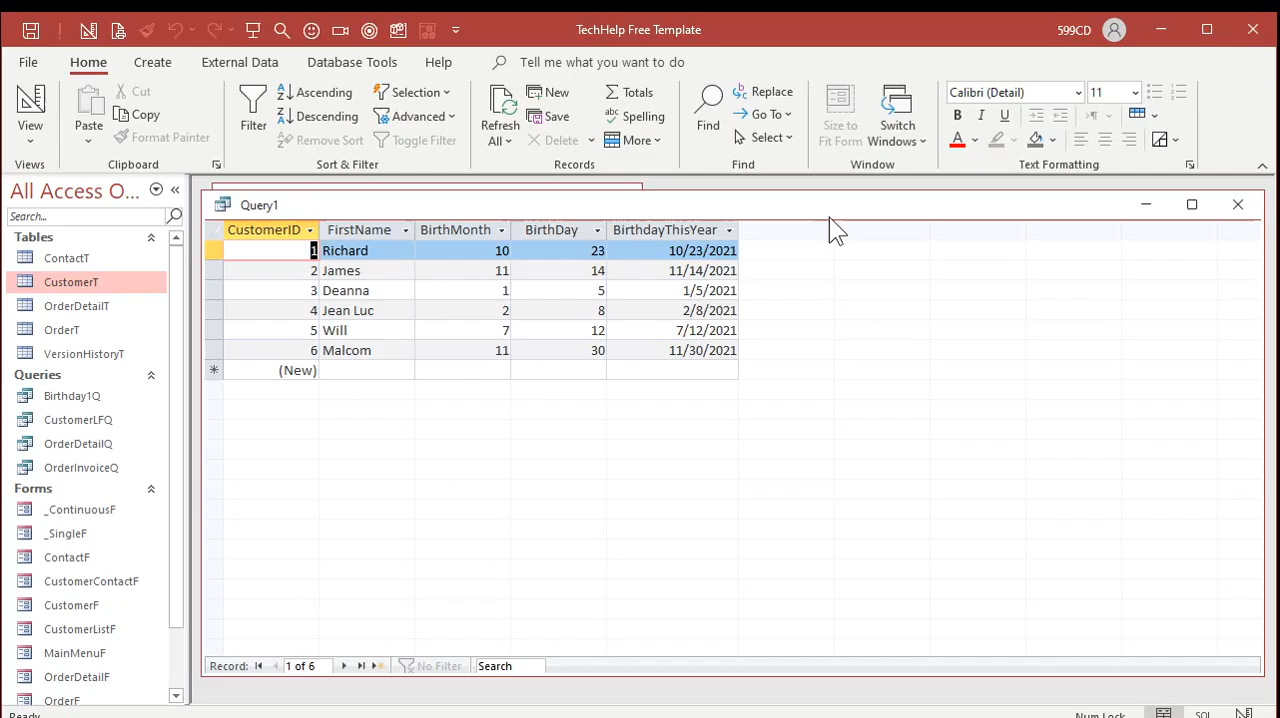 TechHelp Free Template
599CD
File Home Create External Data Database Tools Help Tell me what you want to do
View
Views
Paste
Cut
Copy
Format Painter
Clipboard
Filter
Ascending
Descending
Remove Sort
Selection
Advanced
Toggle Filter
Sort & Filter
Refresh
All
New
Save
Delete
Totals
Spelling
More
Records
Find
Replace
Go To
Select
Find
Size to
Fit Form
Switch
Windows
Window
Calibri (Detail) 11
B I U
Text Formatting
All Access O...
Search...
Tables
ContactT
CustomerT
OrderDetailT
OrderT
VersionHistoryT
Queries
Birthday1Q
CustomerLFQ
OrderDetailQ
OrderInvoiceQ
Forms
_ContinuousF
_SingleF
ContactF
CustomerContactF
CustomerF
CustomerListF
MainMenuF
OrderDetailF
OrderF
Query1
CustomerID FirstName BirthMonth BirthDay BirthdayThisYear
1 Richard 10 23 10/23/2021
2 James 11 14 11/14/2021
3 Deanna 1 5 1/5/2021
4 Jean Luc 2 8 2/8/2021
5 Will 7 12 7/12/2021
6 Malcom 11 30 11/30/2021
(New)
Record: 1 of 6 No Filter Search
Ready Num Lock SQL